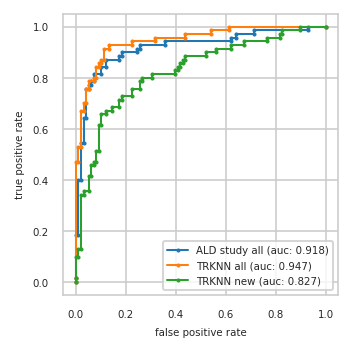 1.0
0.8
0.6
0.4
0.2
0.0
true positive rate
ALD study all (auc: 0.918)
TRKNN all (auc: 0.947)
TRKNN new (auc: 0.827)
0.0 0.2 0.4 0.6 0.8 1.0
false positive rate